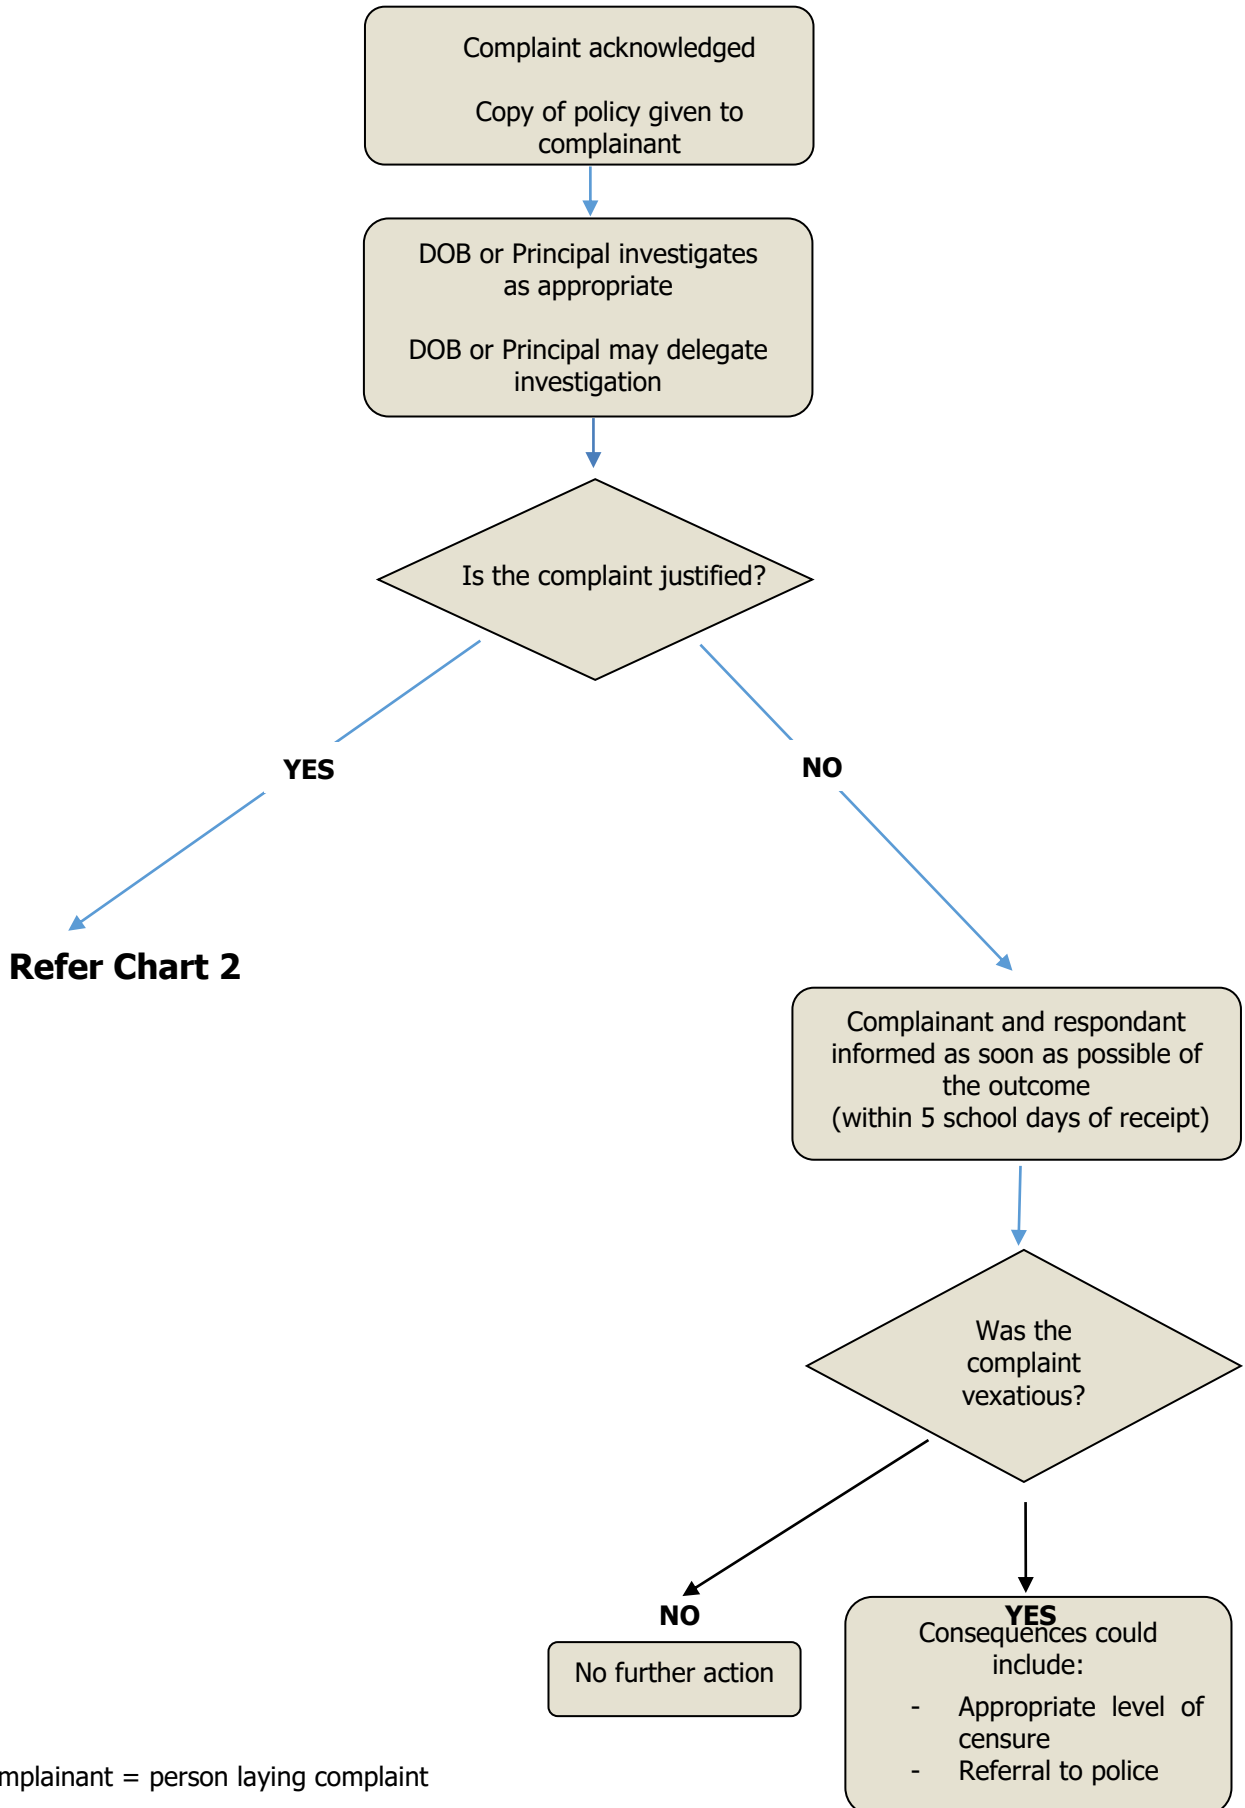 Complaint acknowledged
Copy of policy given to
complainant
DOB or Principal investigates
as appropriate
DOB or Principal may delegate
investigation
Is the complaint justified?
YES
NO
Refer Chart 2
Complainant and respondant
informed as soon as possible of
the outcome
(within 5 school days of receipt)
Was the
complaint
vexatious?
NO
YES
No further action
Consequences could
include:
- Appropriate level of
censure
- Referral to police
mplainant = person laying complaint